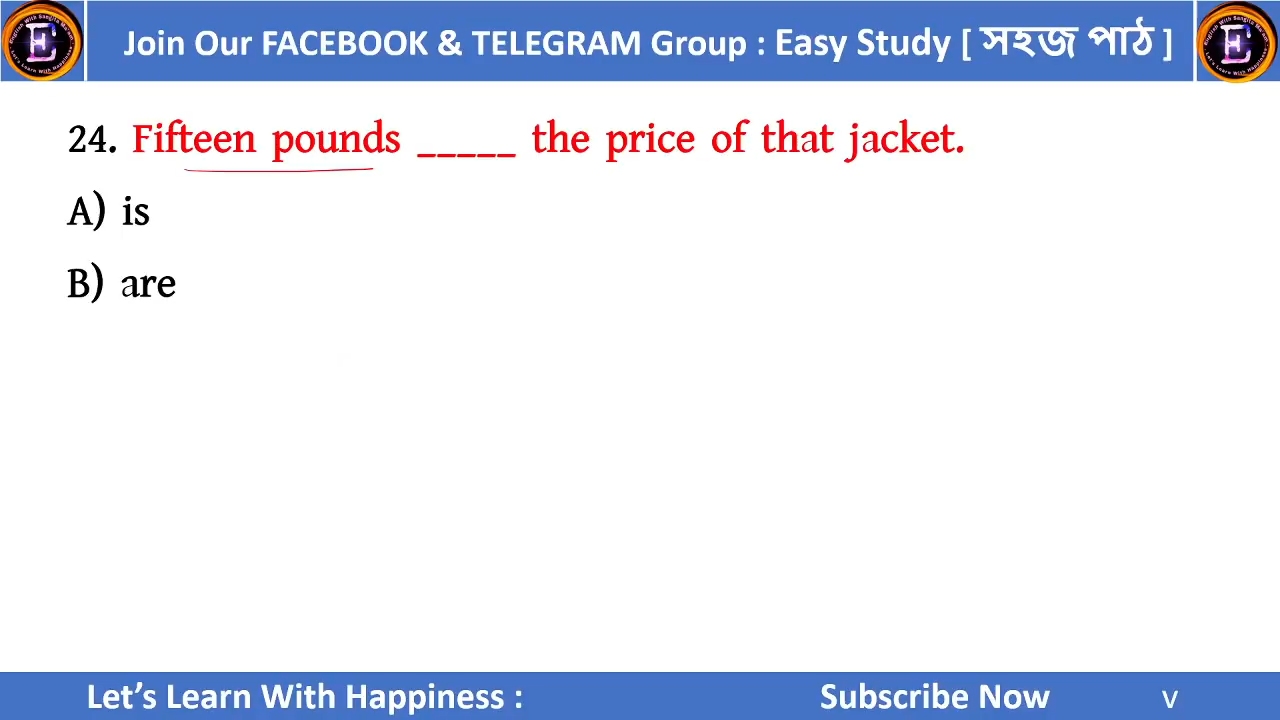 Join Our FACEBOOK & TELEGRAM Group : Easy Study [ সহজ পাঠ ]
24. Fifteen pounds _____ the price of that jacket.
A) is
B) are
Let's Learn With Happiness :
Subscribe Now
v